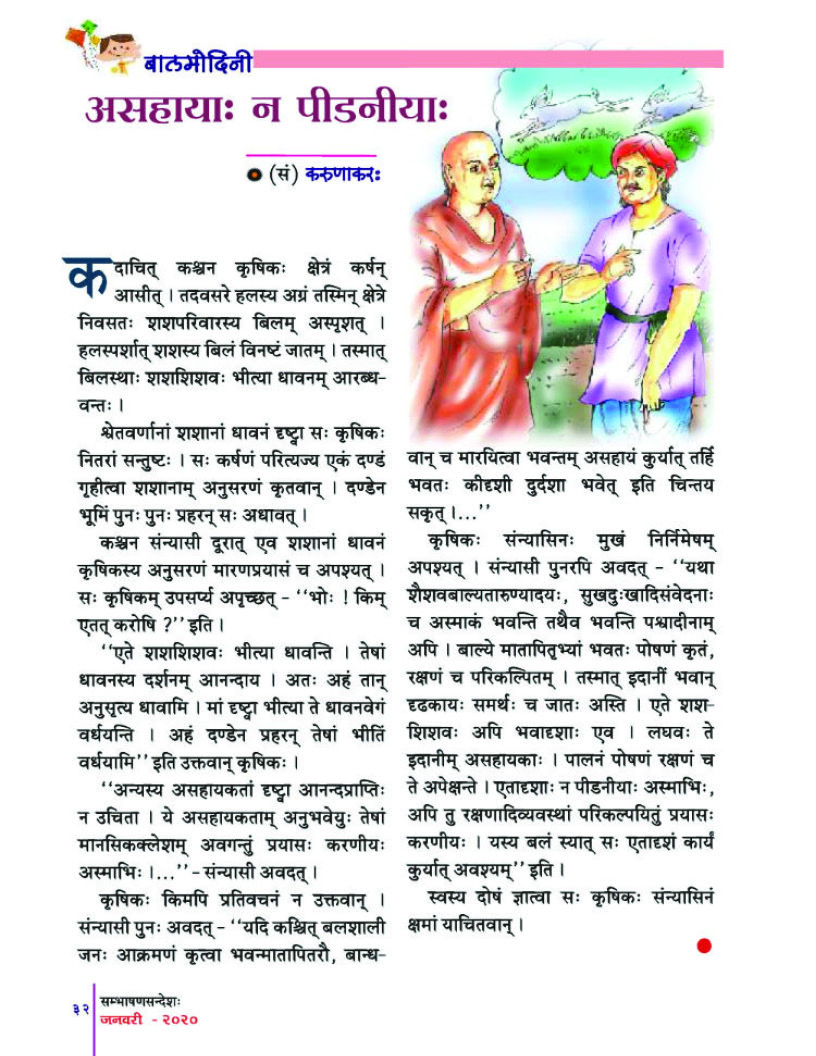 बालमोदिनी
असहायाः न पीडनीयाः
(सं) करुणाकरः
कदाचित् कश्चन कृषिकः क्षेत्रं कर्षन्
आसीत् । तदवसरे हलस्य अग्रं तस्मिन् क्षेत्रे
निवसतः शशपरिवारस्य बिलम् अस्पृशत् ।
हलस्पर्शात् शशस्य बिलं विनष्टं जातम् । तस्मात्
बिलस्थाः शशशिशवः भीत्या धावनम् आरब्ध-
वन्तः ।
श्वेतवर्णानां शशानां धावनं दृष्ट्वा सः कृषिकः
नितरां सन्तुष्टः । सः कर्षणं परित्यज्य एकं दण्डं
गृहीत्वा शशानाम् अनुसरणं कृतवान् । दण्डेन
भूमिं पुनः पुनः प्रहरन् सः अधावत् ।
कश्चन संन्यासी दूरात् एव शशानां धावनं
कृषिकस्य अनुसरणं मारणप्रयासं च अपश्यत् ।
सः कृषिकम् उपसर्प्य अपृच्छत् - ‘‘भोः ! किम्
एतत् करोषि ?’’ इति ।
‘‘एते शशशिशवः भीत्या धावन्ति । तेषां
धावनस्य दर्शनम् आनन्दाय । अतः अहं तान्
अनुसृत्य धावामि । मां दृष्ट्वा भीत्या ते धावनवेगं
वर्धयन्ति । अहं दण्डेन प्रहरन् तेषां भीतिं
वर्धयामि’’ इति उक्तवान् कृषिकः ।
‘‘अन्यस्य असहायकतां दृष्ट्वा आनन्दप्राप्तिः
न उचिता । ये असहायकताम् अनुभवेयुः तेषां
मानसिकक्लेशम् अवगन्तुं प्रयासः करणीयः
अस्माभिः ।...’’ - संन्यासी अवदत् ।
कृषिकः किमपि प्रतिवचनं न उक्तवान् ।
संन्यासी पुनः अवदत् - ‘‘यदि कश्चित् बलशाली
जनः आक्रमणं कृत्वा भवन्मातापितरौ, बान्ध-
वान् च मारयित्वा भवन्तम् असहायं कुर्यात् तर्हि
भवतः कीदृशी दुर्दशा भवेत् इति चिन्तय
सकृत् ।...’’
कृषिकः संन्यासिनः मुखं निर्निमेषम्
अपश्यत् । संन्यासी पुनरपि अवदत् - ‘‘यथा
शैशवबाल्यतारुण्यादयः, सुखदुःखादिसंवेदनाः
च अस्माकं भवन्ति तथैव भवन्ति पश्वादीनाम्
अपि । बाल्ये मातापितृभ्यां भवतः पोषणं कृतं,
रक्षणं च परिकल्पितम् । तस्मात् इदानीं भवान्
दृढकायः समर्थः च जातः अस्ति । एते शश-
शिशवः अपि भवादृशाः एव । लघवः ते
इदानीम् असहायकाः । पालनं पोषणं रक्षणं च
ते अपेक्षन्ते । एतादृशाः न पीडनीयाः अस्माभिः,
अपि तु रक्षणादिव्यवस्थां परिकल्पयितुं प्रयासः
करणीयः । यस्य बलं स्यात् सः एतादृशं कार्यं
कुर्यात् अवश्यम्’’ इति ।
स्वस्य दोषं ज्ञात्वा सः कृषिकः संन्यासिनं
क्षमां याचितवान् ।
३२
सम्भाषणसन्देशः
जनवरी - २०२०